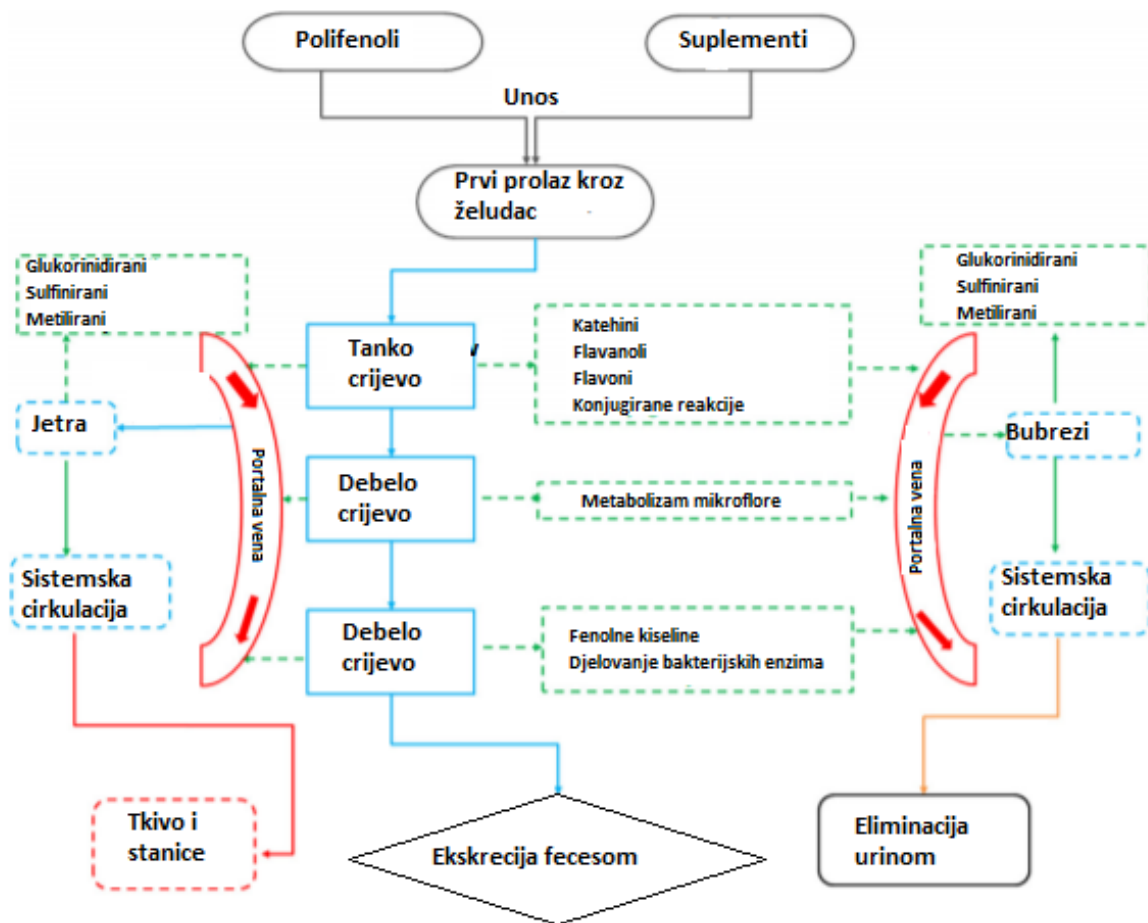 Polifenoli
Suplementi
Unos
Prvi prolaz kroz
želudac
Glukorinidirani
Sulfinirani
Metilirani
Glukorinidirani
Sulfinirani
Metilirani
Tanko
crijevo
Katehini
Flavanoli
Flavoni
Konjugirane reakcije
Jetra
Bubrezi
Portalna vena
Debelo
crijevo
Metabolizam mikroflore
Portalna vena
Sistemska
cirkulacija
Sistemska
cirkulacija
Debelo
crijevo
Fenolne kiseline
Djelovanje bakterijskih enzima
Tkivo i
stanice
Ekskrecija fecesom
Eliminacija
urinom